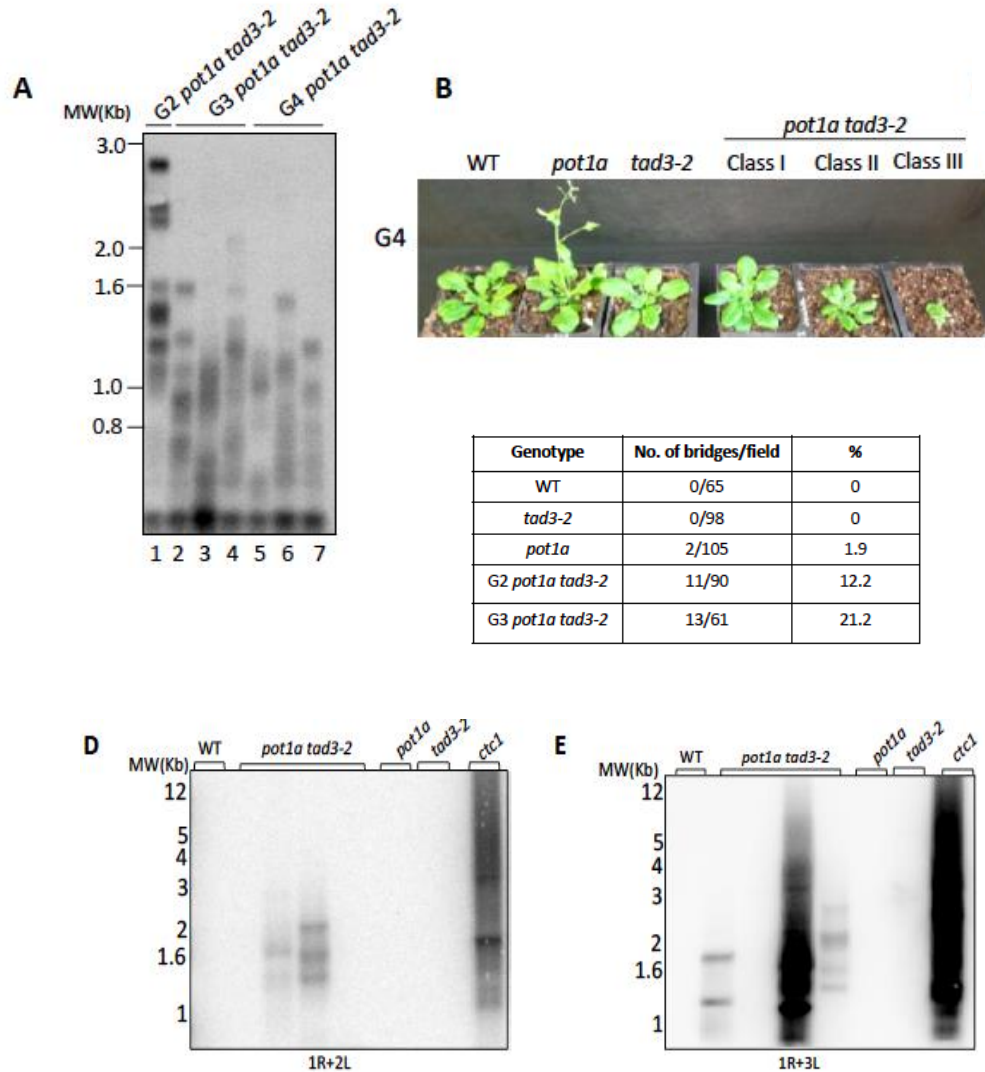 A
MW(Kb)
G2 pot1a tad3-2
G3 pot1a tad3-2
G4 pot1a tad3-2
3.0
2.0
1.6
1.0
0.8
1 2 3 4 5 6 7
B
pot1a tad3-2
WT pot1a tad3-2 Class I Class II Class III
G4
Genotype No. of bridges/field %
WT 0/65 0
tad3-2 0/98 0
pot1a 2/105 1.9
G2 pot1a tad3-2 11/90 12.2
G3 pot1a tad3-2 13/61 21.2
D
WT pot1a tad3-2 pot1a tad3-2 ctc1
MW(Kb)
12
5
4
3
2
1.6
1
1R+2L
E
WT pot1a tad3-2 pot1a tad3-2 ctc1
MW(Kb)
12
5
4
3
2
1.6
1
1R+3L